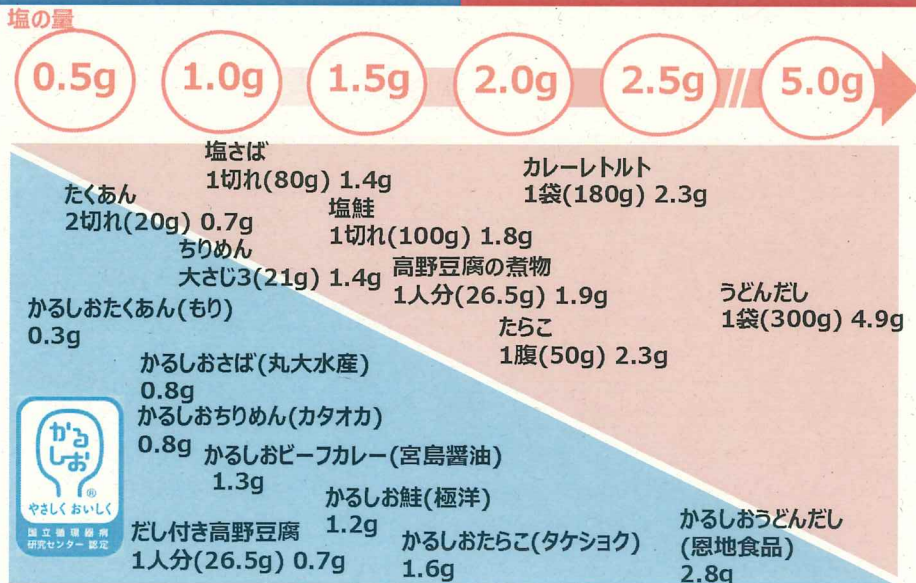 塩の量
0.5g
1.0g
1.5g
2.0g
2.5g
5.0g
塩さば
1切れ(80g) 1.4g
カレーレトルト
1袋(180g) 2.3g
たくあん
2切れ(20g) 0.7g
塩鮭
1切れ(100g) 1.8g
ちりめん
大さじ3(21g) 1.4g
高野豆腐の煮物
1人分(26.5g) 1.9g
うどんだし
1袋(300g) 4.9g
たらこ
1腹(50g) 2.3g
かるしおたくあん(もり)
0.3g
かるしおさば(丸大水産)
0.8g
かるしおちりめん(カタオカ)
0.8g
かるしおビーフカレー(宮島醤油)
1.3g
かるしお鮭(極洋)
1.2g
だし付き高野豆腐
1人分(26.5g) 0.7g
かるしおたらこ(タケショク)
1.6g
かるしおうどんだし
(恩地食品)
2.8g
かる
しお
®
やさしく おいしく
国立循環器病
研究センター 認定